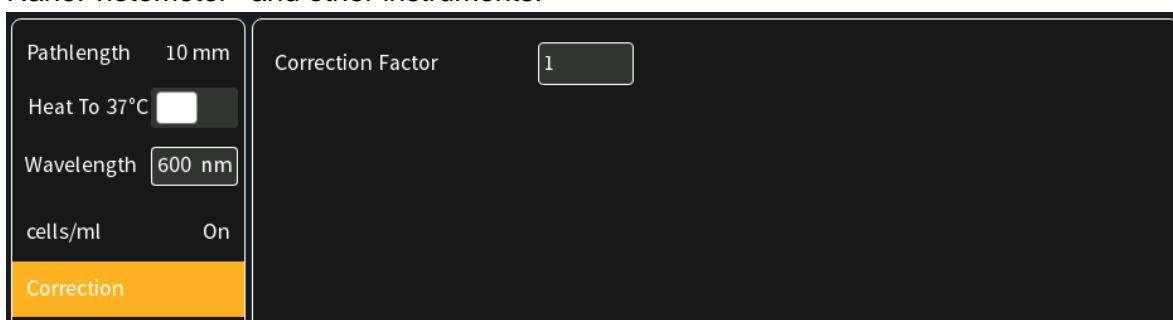 Pathlength 10 mm
Heat To 37°C
Wavelength 600 nm
cells/ml On
Correction
Correction Factor 1